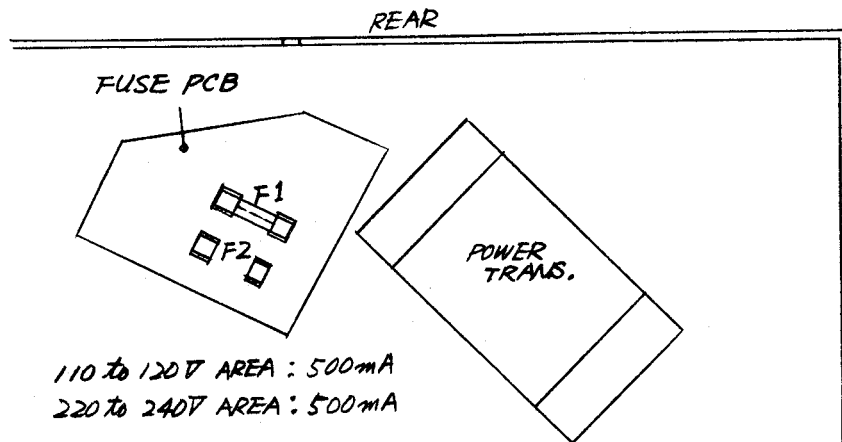 REAR
FUSE PCB
F1
F2
POWER
TRANS.
110 to 120V AREA : 500mA
220 to 240V AREA : 500mA